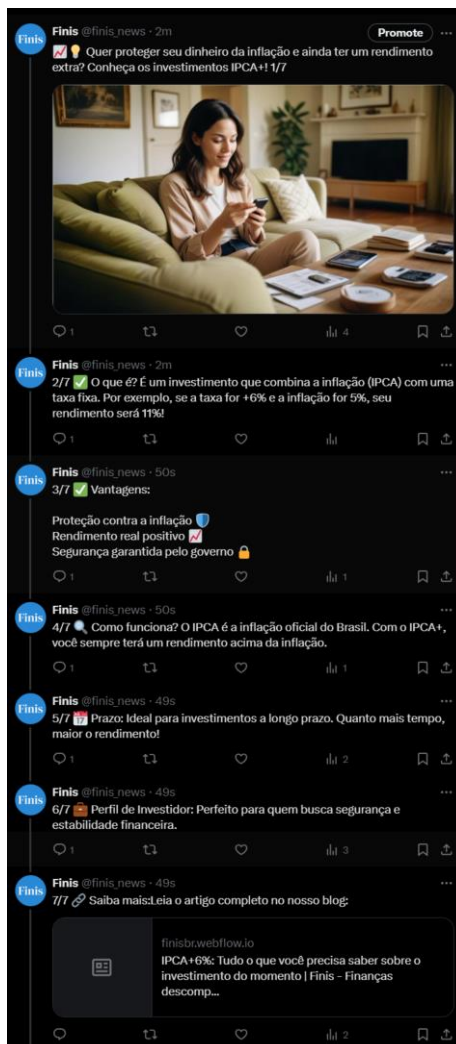 Finis @finis_news · 2m
Promote
📈💡 Quer proteger seu dinheiro da inflação e ainda ter um rendimento
extra? Conheça os investimentos IPCA+! 1/7
1
4
Finis @finis_news · 2m
2/7 ✅ O que é? É um investimento que combina a inflação (IPCA) com uma
taxa fixa. Por exemplo, se a taxa for +6% e a inflação for 5%, seu
rendimento será 11%!
1
Finis @finis_news · 50s
3/7 ✅ Vantagens:
Proteção contra a inflação 🛡️
Rendimento real positivo 📈
Segurança garantida pelo governo 🔒
1
1
Finis @finis_news · 50s
4/7 🔍 Como funciona? O IPCA é a inflação oficial do Brasil. Com o IPCA+,
você sempre terá um rendimento acima da inflação.
1
1
Finis @finis_news · 49s
5/7 📅 Prazo: Ideal para investimentos a longo prazo. Quanto mais tempo,
maior o rendimento!
1
2
Finis @finis_news · 49s
6/7 💼 Perfil de Investidor: Perfeito para quem busca segurança e
estabilidade financeira.
1
3
Finis @finis_news · 49s
7/7 🔗 Saiba mais:Leia o artigo completo no nosso blog:
finisbr.webflow.io
IPCA+6%: Tudo o que você precisa saber sobre o
investimento do momento | Finis - Finanças
descomp...
2